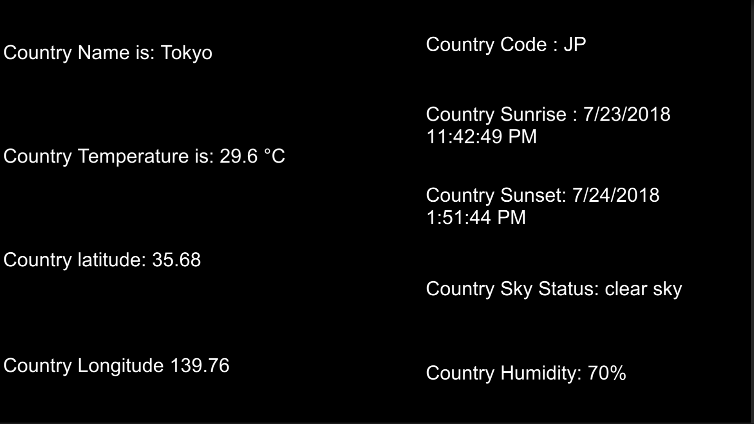 Country Name is: Tokyo
Country Temperature is: 29.6 °C
Country latitude: 35.68
Country Longitude 139.76
Country Code : JP
Country Sunrise : 7/23/2018
11:42:49 PM
Country Sunset: 7/24/2018
1:51:44 PM
Country Sky Status: clear sky
Country Humidity: 70%